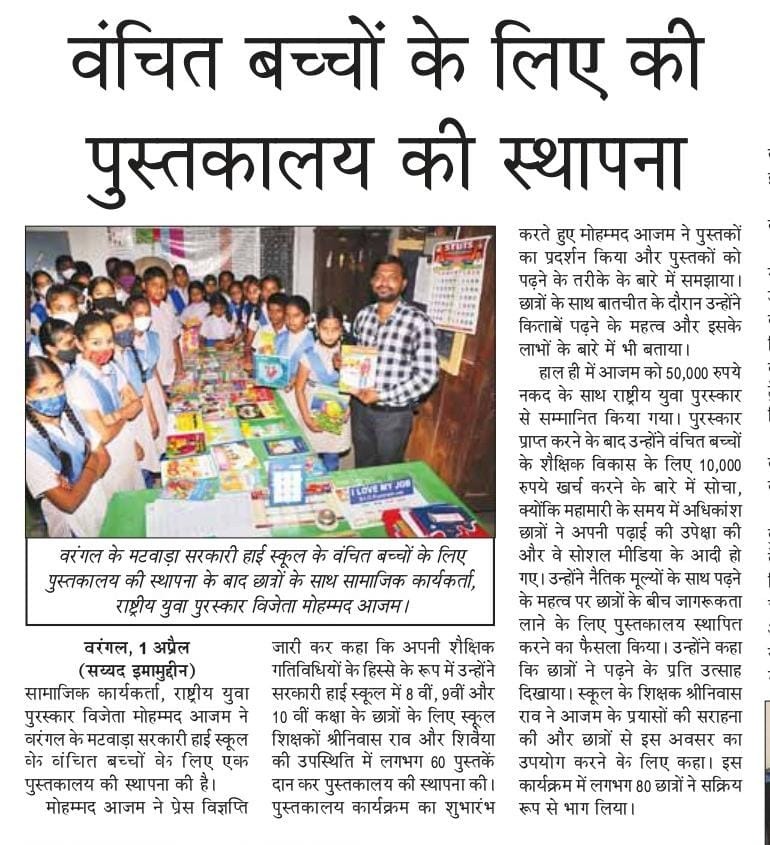 वंचित बच्चों के लिए की
पुस्तकालय की स्थापना
STUTS
I LOVE MY JOB
वरंगल के मटवाड़ा सरकारी हाई स्कूल के वंचित बच्चों के लिए
पुस्तकालय की स्थापना के बाद छात्रों के साथ सामाजिक कार्यकर्ता,
राष्ट्रीय युवा पुरस्कार विजेता मोहम्मद आजम।
वरंगल, 1 अप्रैल
(सय्यद इमामुद्दीन)
सामाजिक कार्यकर्ता, राष्ट्रीय युवा
पुरस्कार विजेता मोहम्मद आजम ने
वरंगल के मटवाड़ा सरकारी हाई स्कूल
के वंचित बच्चों के लिए एक
पुस्तकालय की स्थापना की है।
मोहम्मद आजम ने प्रेस विज्ञप्ति
जारी कर कहा कि अपनी शैक्षिक
गतिविधियों के हिस्से के रूप में उन्होंने
सरकारी हाई स्कूल में 8 वीं, 9वीं और
10 वीं कक्षा के छात्रों के लिए स्कूल
शिक्षकों श्रीनिवास राव और शिवैया
की उपस्थिति में लगभग 60 पुस्तकें
दान कर पुस्तकालय की स्थापना की।
पुस्तकालय कार्यक्रम का शुभारंभ
करते हुए मोहम्मद आजम ने पुस्तकों
का प्रदर्शन किया और पुस्तकों को
पढ़ने के तरीके के बारे में समझाया।
छात्रों के साथ बातचीत के दौरान उन्होंने
किताबें पढ़ने के महत्व और इसके
लाभों के बारे में भी बताया।
हाल ही में आजम को 50,000 रुपये
नकद के साथ राष्ट्रीय युवा पुरस्कार
से सम्मानित किया गया। पुरस्कार
प्राप्त करने के बाद उन्होंने वंचित बच्चों
के शैक्षिक विकास के लिए 10,000
रुपये खर्च करने के बारे में सोचा,
क्योंकि महामारी के समय में अधिकांश
छात्रों ने अपनी पढ़ाई की उपेक्षा की
और वे सोशल मीडिया के आदी हो
गए। उन्होंने नैतिक मूल्यों के साथ पढ़ने
के महत्व पर छात्रों के बीच जागरूकता
लाने के लिए पुस्तकालय स्थापित
करने का फैसला किया। उन्होंने कहा
कि छात्रों ने पढ़ने के प्रति उत्साह
दिखाया। स्कूल के शिक्षक श्रीनिवास
राव ने आजम के प्रयासों की सराहना
की और छात्रों से इस अवसर का
उपयोग करने के लिए कहा। इस
कार्यक्रम में लगभग 80 छात्रों ने सक्रिय
रूप से भाग लिया।